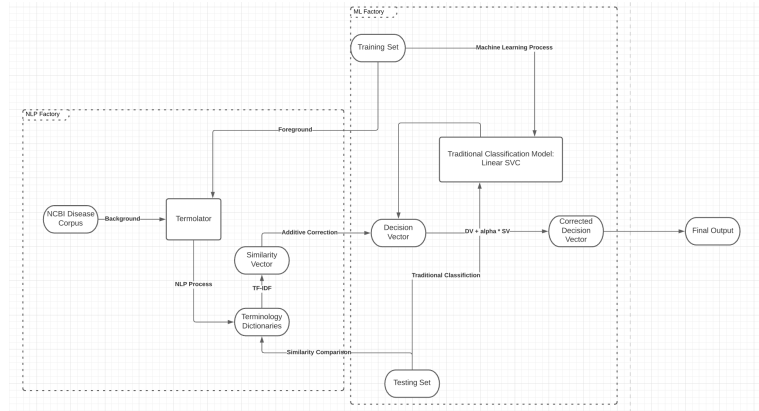 ML Factory
Training Set
Machine Learning Process
NLP Factory
Foreground
Traditional Classification Model:
Linear SVC
NCBI Disease
Corpus
Background
Termolator
Additive Correction
Decision
Vector
DV + alpha * SV
Corrected
Decision
Vector
Final Output
Similarity
Vector
NLP Process
TF-IDF
Traditional Classifiction
Terminology
Dictionaries
Similarity Comparison
Testing Set